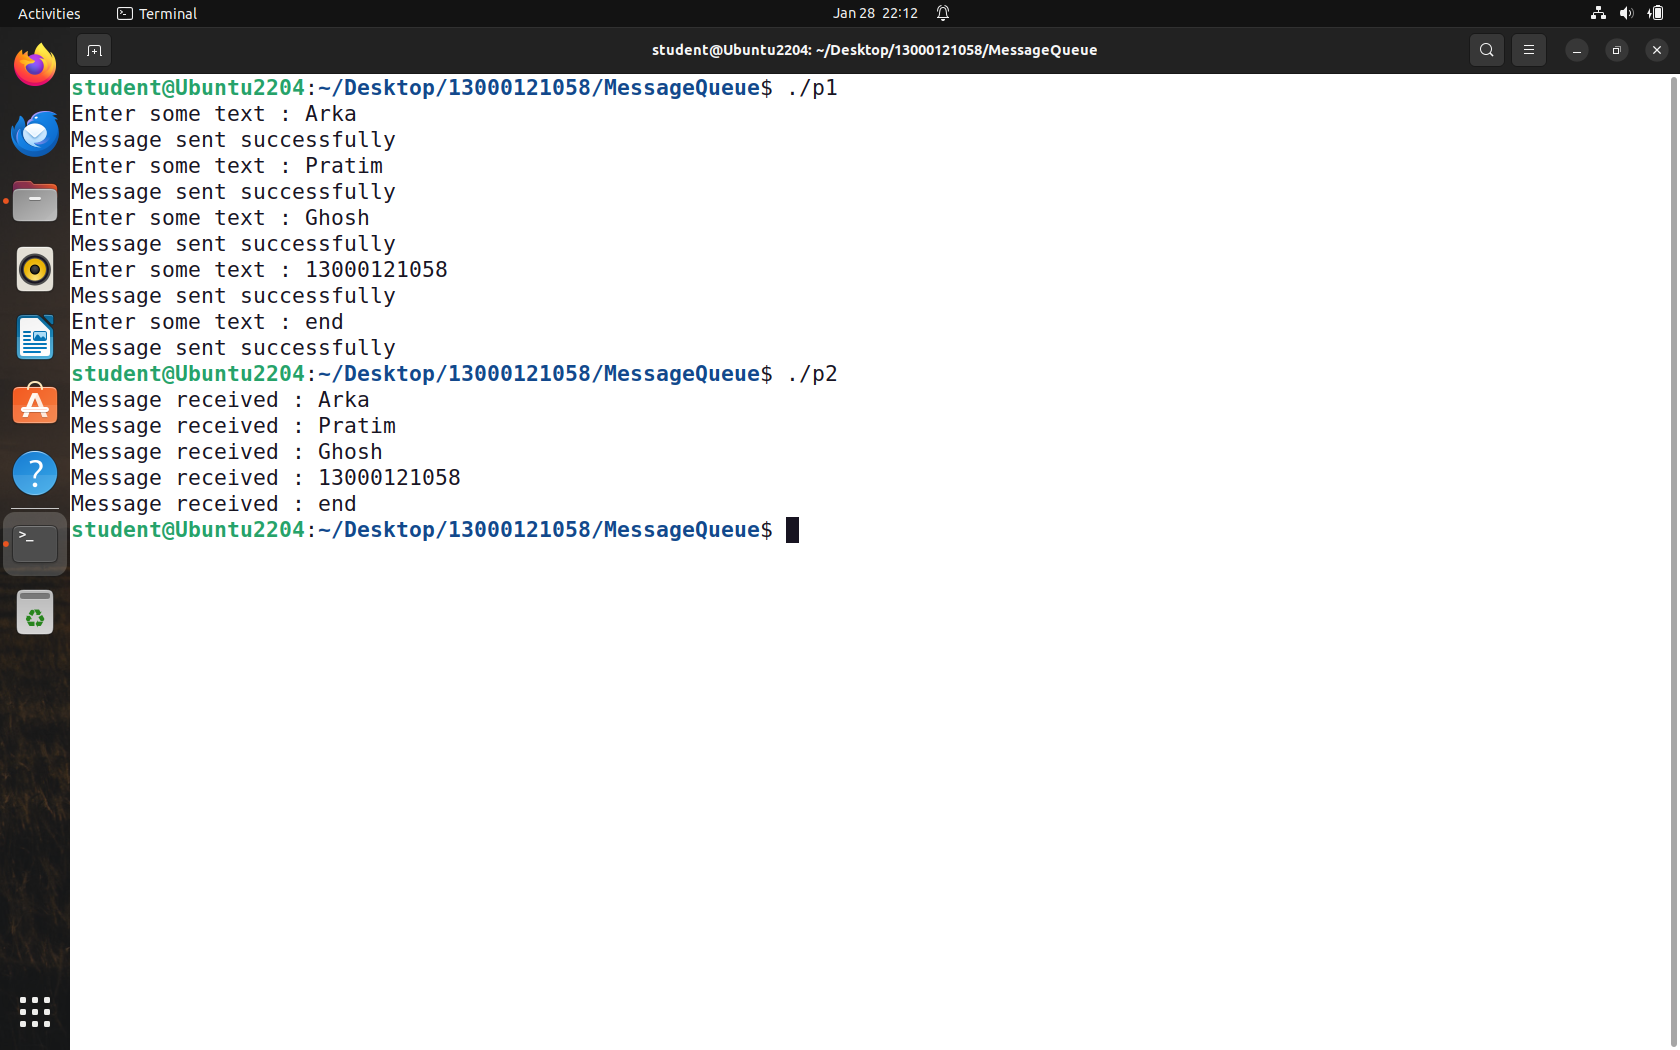 Activities
Terminal
Jan 28 22:12
student@Ubuntu2204: ~/Desktop/13000121058/MessageQueue
student@Ubuntu2204:~/Desktop/13000121058/MessageQueue$ ./p1
Enter some text : Arka
Message sent successfully
Enter some text : Pratim
Message sent successfully
Enter some text : Ghosh
Message sent successfully
Enter some text : 13000121058
Message sent successfully
Enter some text : end
Message sent successfully
student@Ubuntu2204:~/Desktop/13000121058/MessageQueue$ ./p2
Message received : Arka
Message received : Pratim
Message received : Ghosh
Message received : 13000121058
Message received : end
student@Ubuntu2204:~/Desktop/13000121058/MessageQueue$